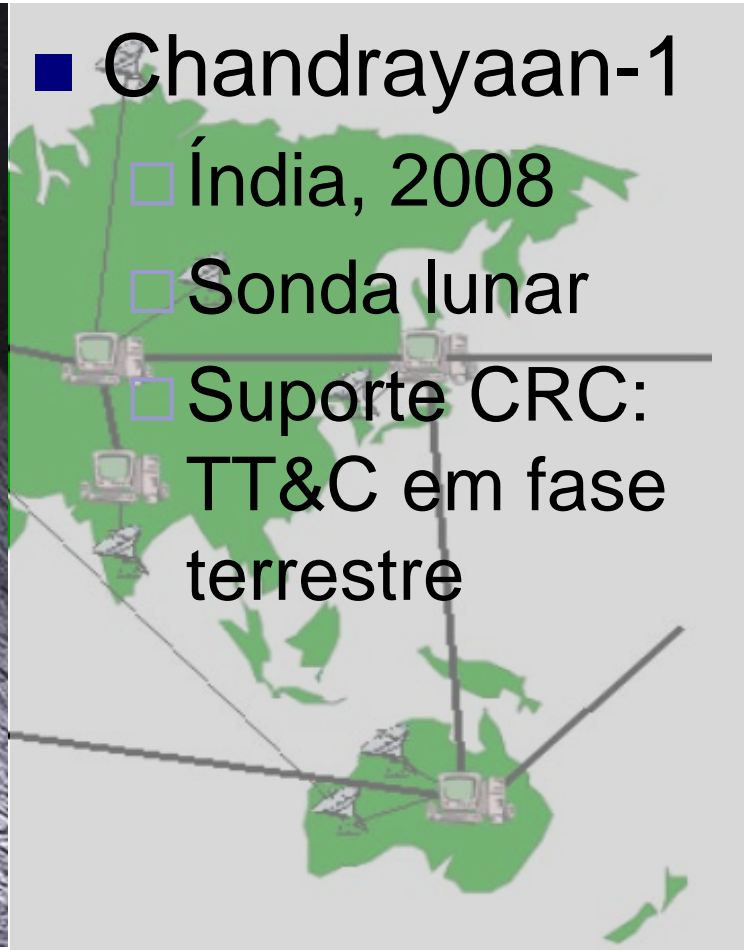 Chandrayaan-1
Índia, 2008
Sonda lunar
Suporte CRC:
TT&C em fase
terrestre